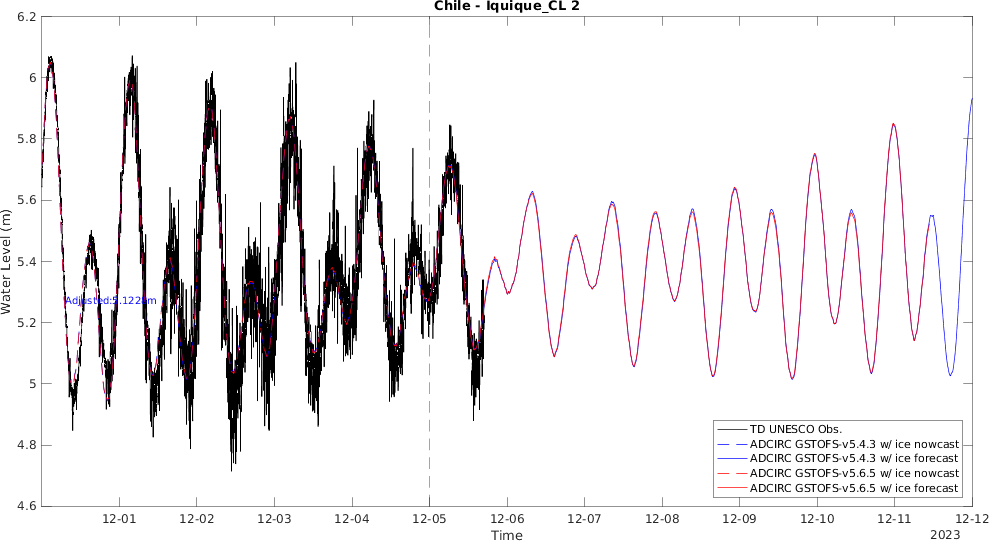 Chile - Iquique_CL 2
6.2
6
5.8
5.6
5.4
5.2
5
4.8
4.6
Water Level (m)
12-01
12-02
12-03
12-04
12-05
12-06
12-07
12-08
12-09
12-10
12-11
12-12
2023
Time
TD UNESCO Obs.
ADCIRC GSTOFS-v5.4.3 w/ ice nowcast
ADCIRC GSTOFS-v5.4.3 w/ ice forecast
ADCIRC GSTOFS-v5.6.5 w/ ice nowcast
ADCIRC GSTOFS-v5.6.5 w/ ice forecast